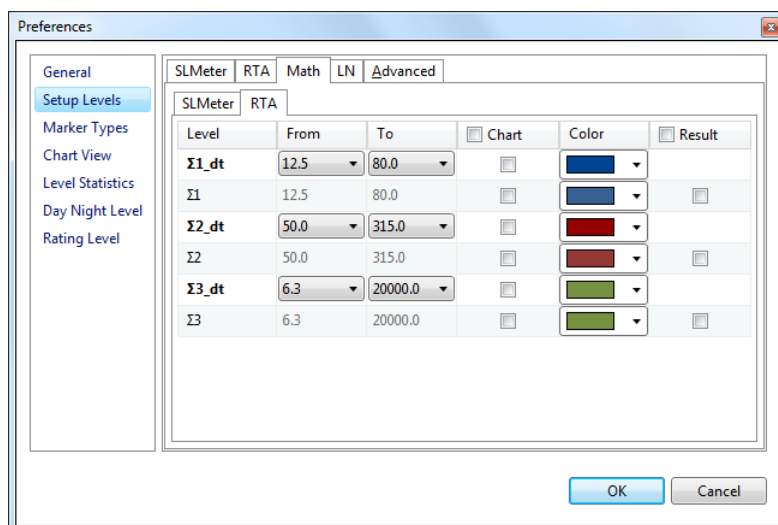 Preferences
General
Setup Levels
Marker Types
Chart View
Level Statistics
Day Night Level
Rating Level
SLMeter RTA Math LN Advanced
SLMeter RTA
Level From To Chart Color Result
Σ1_dt 12.5 80.0
Σ1 12.5 80.0
Σ2_dt 50.0 315.0
Σ2 50.0 315.0
Σ3_dt 6.3 20000.0
Σ3 6.3 20000.0
OK Cancel